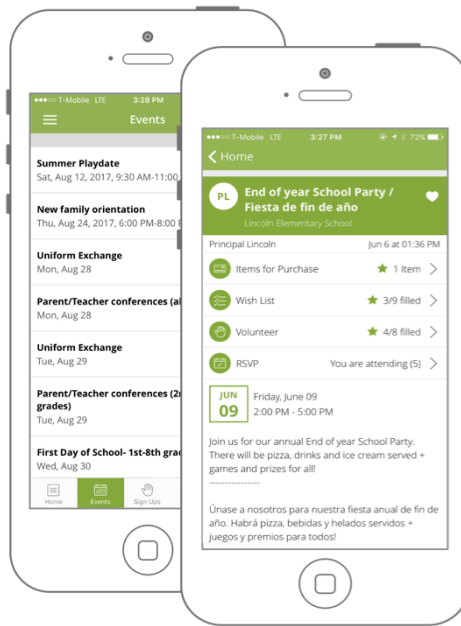 T-Mobile LTE 3:28 PM
Events
Summer Playdate
Sat, Aug 12, 2017, 9:30 AM-11:00
New family orientation
Thu, Aug 24, 2017, 6:00 PM-8:00
Uniform Exchange
Mon, Aug 28
Parent/Teacher conferences
Mon, Aug 28
Uniform Exchange
Tue, Aug 29
Parent/Teacher conferences
grades)
Tue, Aug 29
First Day of School- 1st-8th
Wed, Aug 30
Home Events Sign Ups
T-Mobile LTE 3:27 PM 72%
Home
PL
End of year School Party /
Fiesta de fin de año
Lincoln Elementary School
Principal Lincoln Jun 6 at 01:36 PM
Items for Purchase 1 Item
Wish List 3/9 filled
Volunteer 4/8 filled
RSVP You are attending (5)
JUN
09
Friday, June 09
2:00 PM - 5:00 PM
Join us for our annual End of year School Party.
There will be pizza, drinks and ice cream served +
games and prizes for all!
----------------
Únase a nosotros para nuestra fiesta anual de fin de
año. Habrá pizza, bebidas y helados servidos +
juegos y premios para todos!